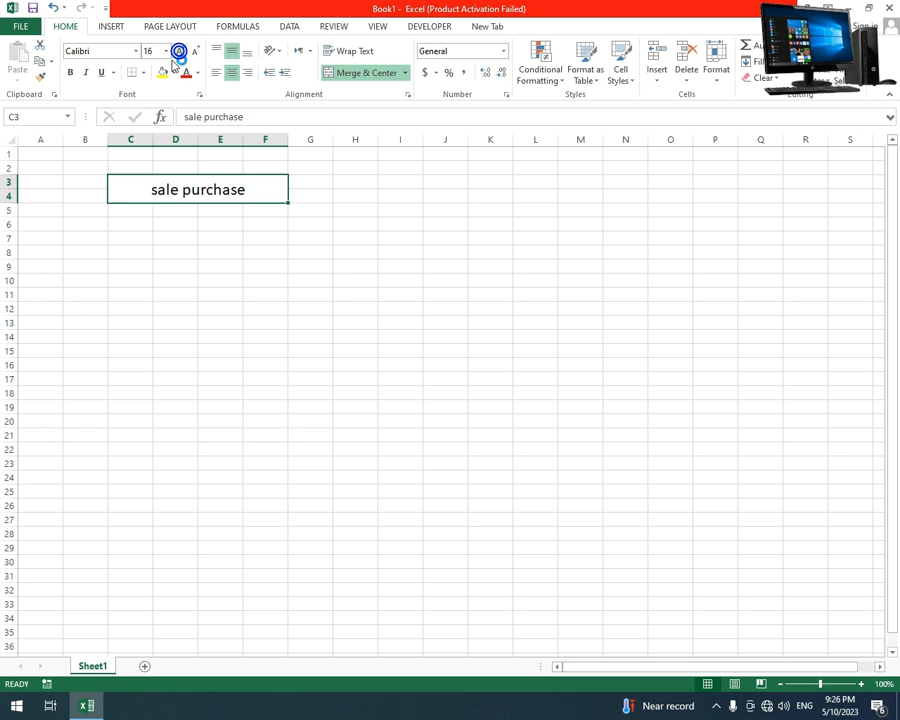 Book1 - Excel (Product Activation Failed)
FILE HOME INSERT PAGE LAYOUT FORMULAS DATA REVIEW VIEW DEVELOPER New Tab Sign in
Paste
Calibri 16
Wrap Text
General
B I U
Merge & Center
$ % ,
Conditional Formatting
Format as Table
Cell Styles
Insert Delete Format
Clear
Clipboard Font Alignment Number Styles Cells
C3 fx sale purchase
A B C D E F G H I J K L M N O P Q R S
1
2
3
sale purchase
4
5
6
7
8
9
10
11
12
13
14
15
16
17
18
19
20
21
22
23
24
25
26
27
28
29
30
31
32
33
34
35
36
Sheet1
READY 100%
Near record ENG 9:26 PM
5/10/2023 6